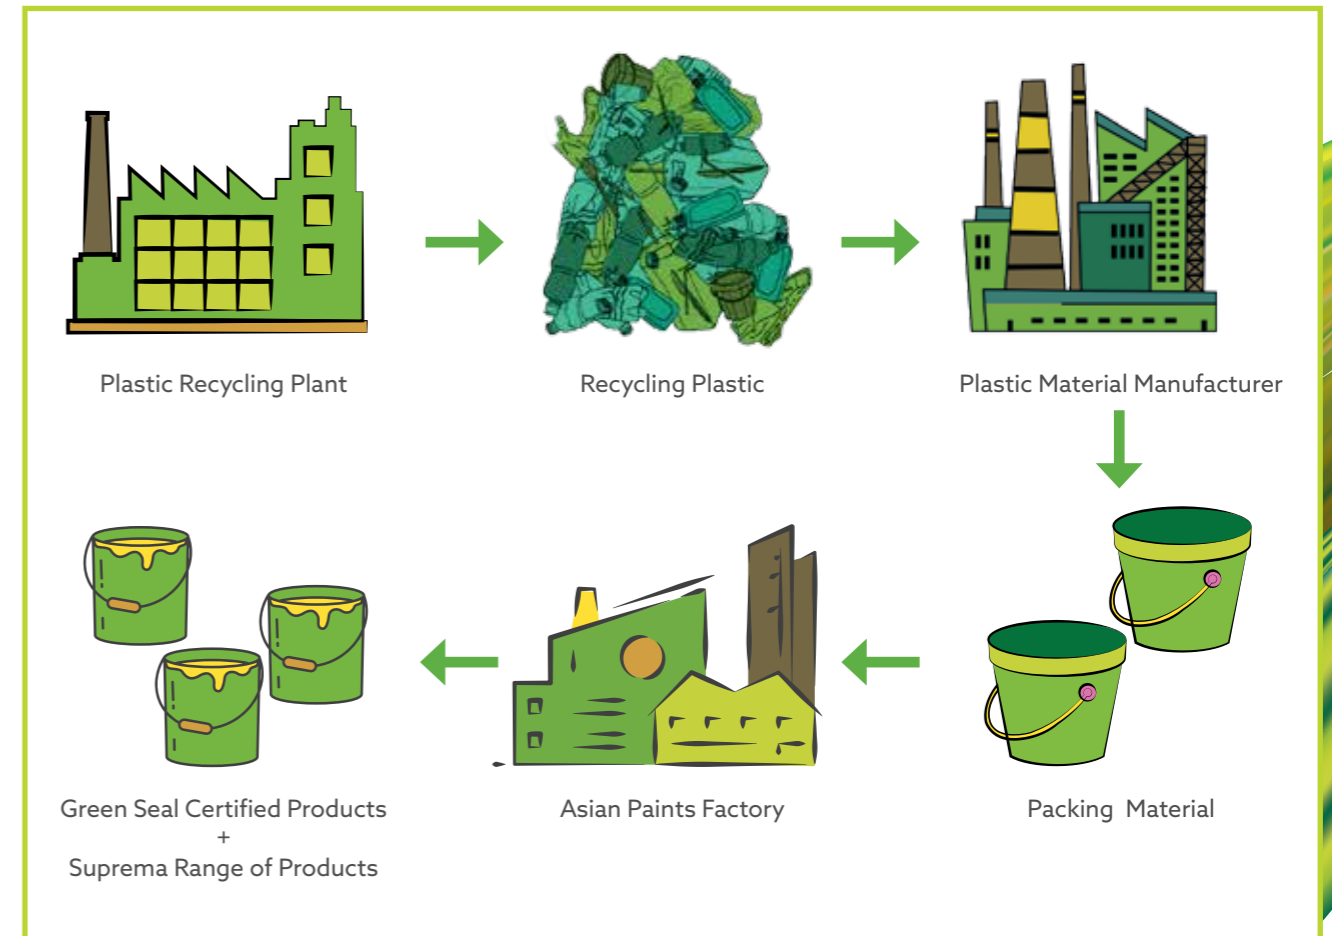 Plastic Recycling Plant
Recycling Plastic
Plastic Material Manufacturer
Green Seal Certified Products
+
Suprema Range of Products
Asian Paints Factory
Packing Material